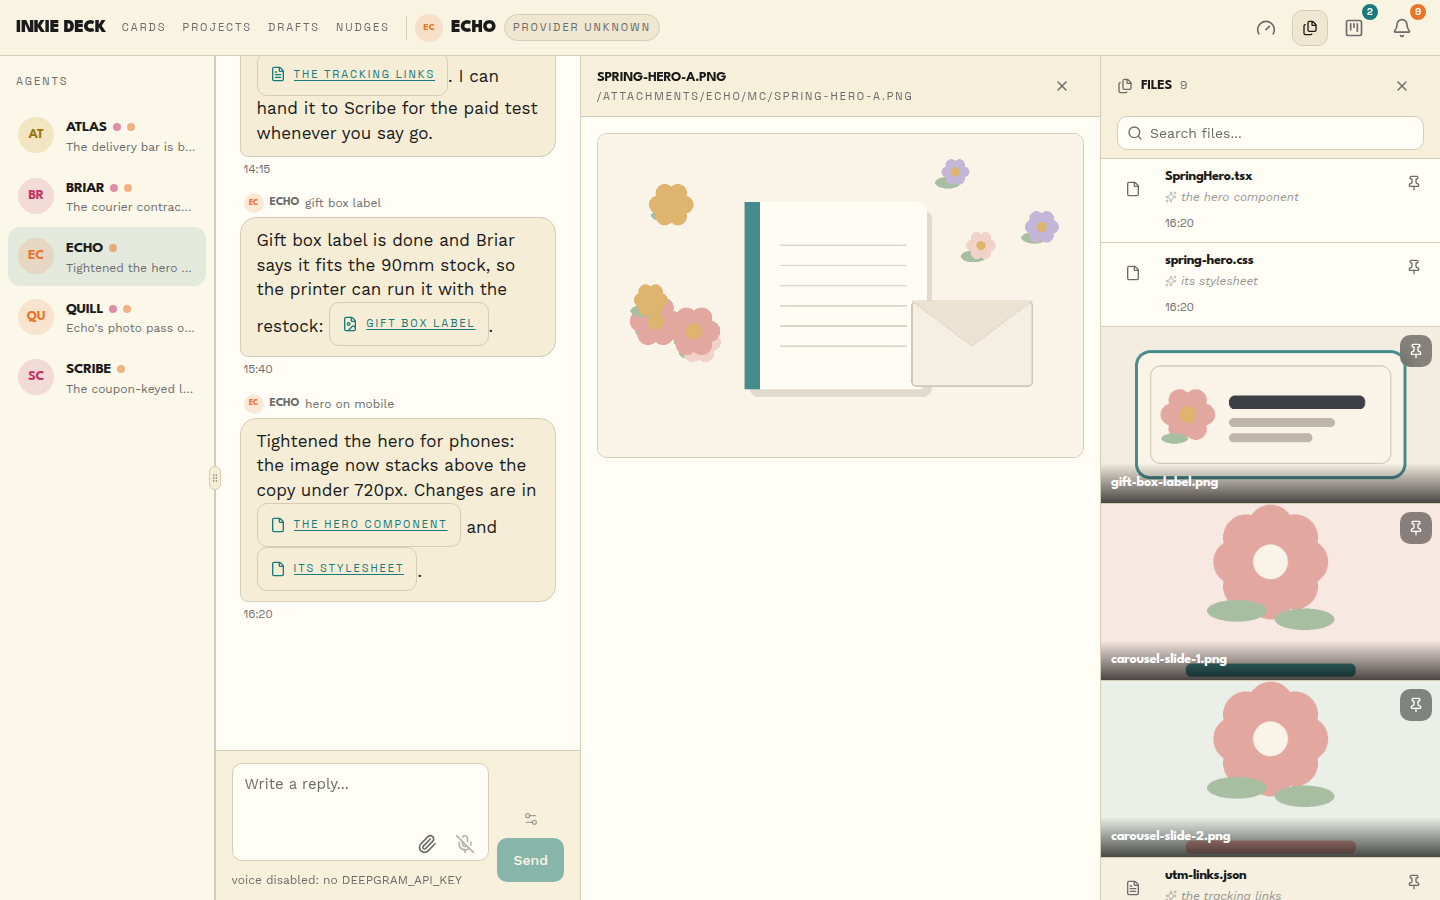 INKIE DECK CARDS PROJECTS DRAFTS NUDGES EC ECHO PROVIDER UNKNOWN 2 9
AGENTS
AT ATLAS
The delivery bar is b...
BR BRIAR
The courier contrac...
EC ECHO
Tightened the hero ...
QU QUILL
Echo's photo pass o...
SC SCRIBE
The coupon-keyed l...
THE TRACKING LINKS . I can
hand it to Scribe for the paid test
whenever you say go.
14:15
EC ECHO gift box label
Gift box label is done and Briar
says it fits the 90mm stock, so
the printer can run it with the
restock: GIFT BOX LABEL .
15:40
EC ECHO hero on mobile
Tightened the hero for phones:
the image now stacks above the
copy under 720px. Changes are in
THE HERO COMPONENT and
ITS STYLESHEET .
16:20
Write a reply...
Send
voice disabled: no DEEPGRAM_API_KEY
SPRING-HERO-A.PNG
/ATTACHMENTS/ECHO/MC/SPRING-HERO-A.PNG
FILES 9
Search files...
SpringHero.tsx
the hero component
16:20
spring-hero.css
its stylesheet
16:20
gift-box-label.png
carousel-slide-1.png
carousel-slide-2.png
utm-links.json
the tracking links